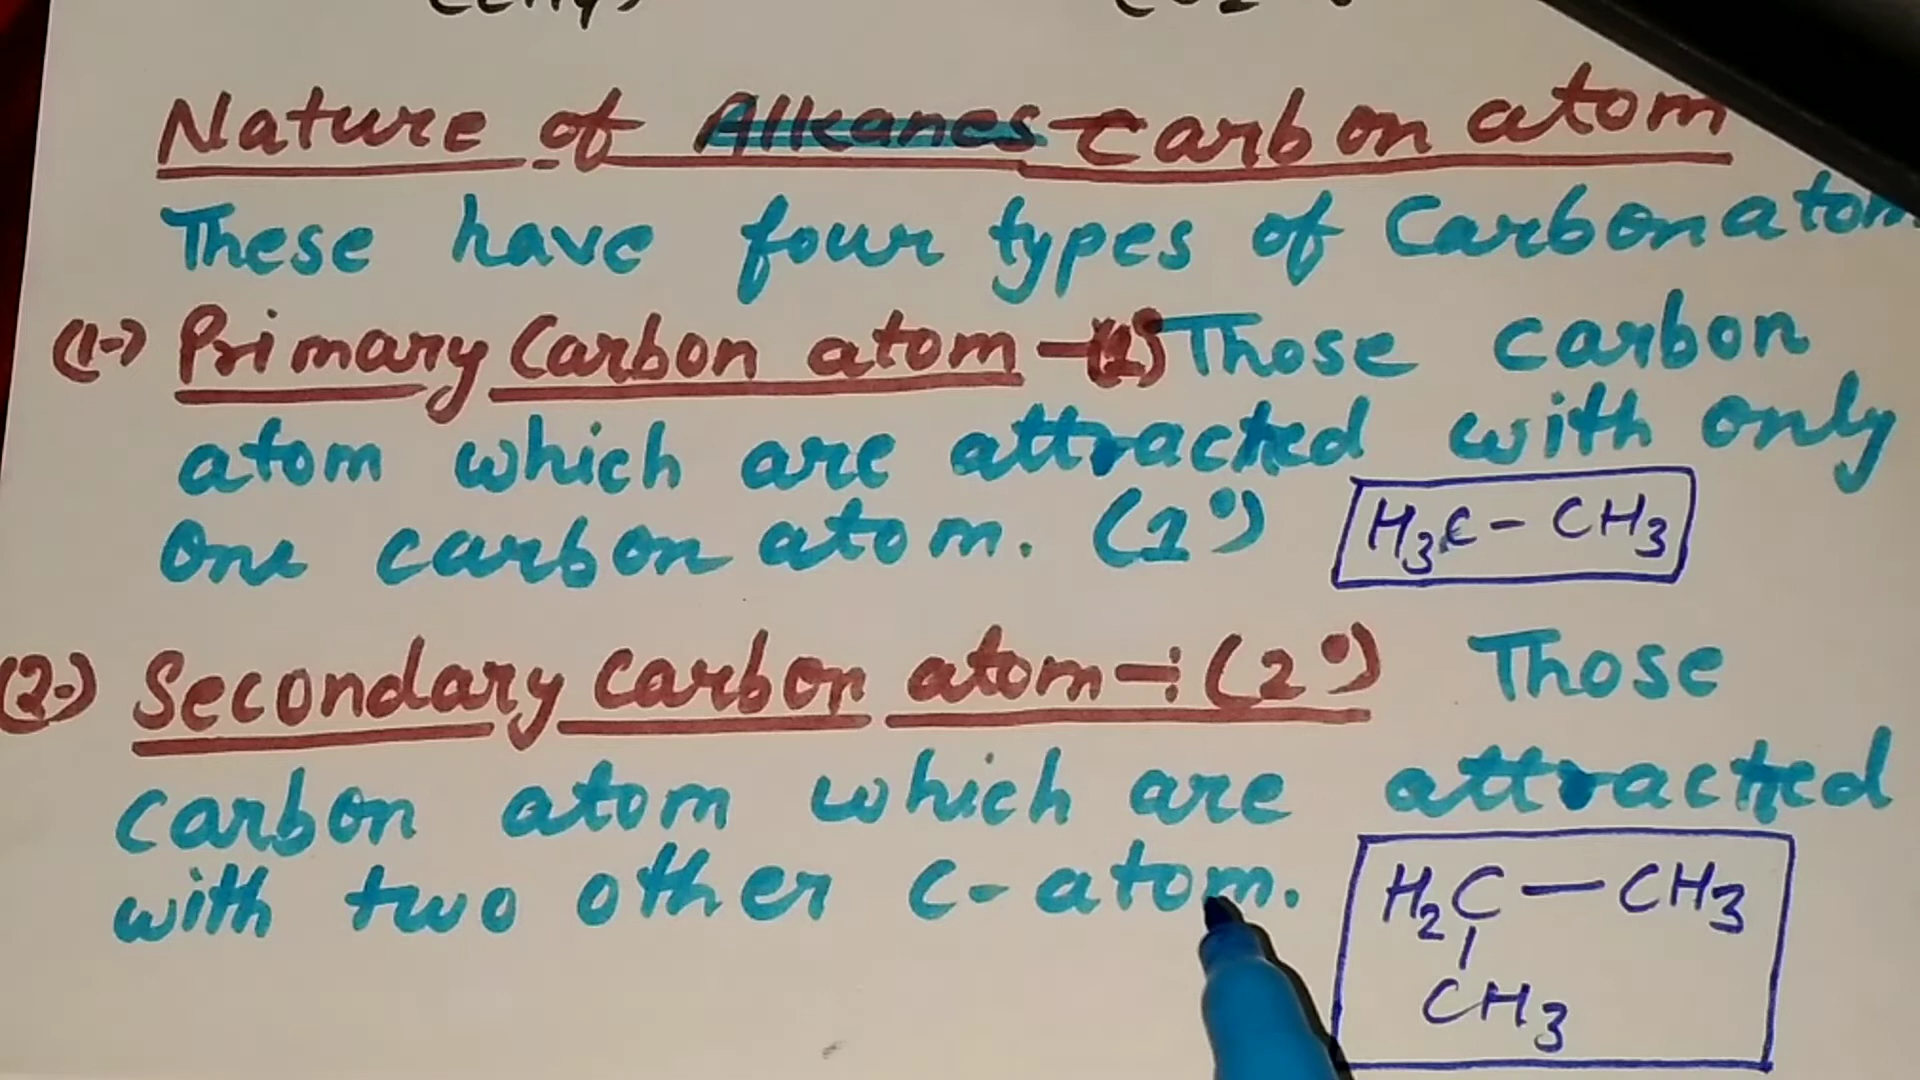 Nature of Alkanes Carbon atom
These have four types of Carbon atom
(1-) Primary Carbon atom - (1°) Those carbon
atom which are attracted with only
one carbon atom. (1°) H3C - CH3
(2-) Secondary Carbon atom -: (2°) Those
carbon atom which are attracted
with two other C-atom. H2C — CH3
CH3